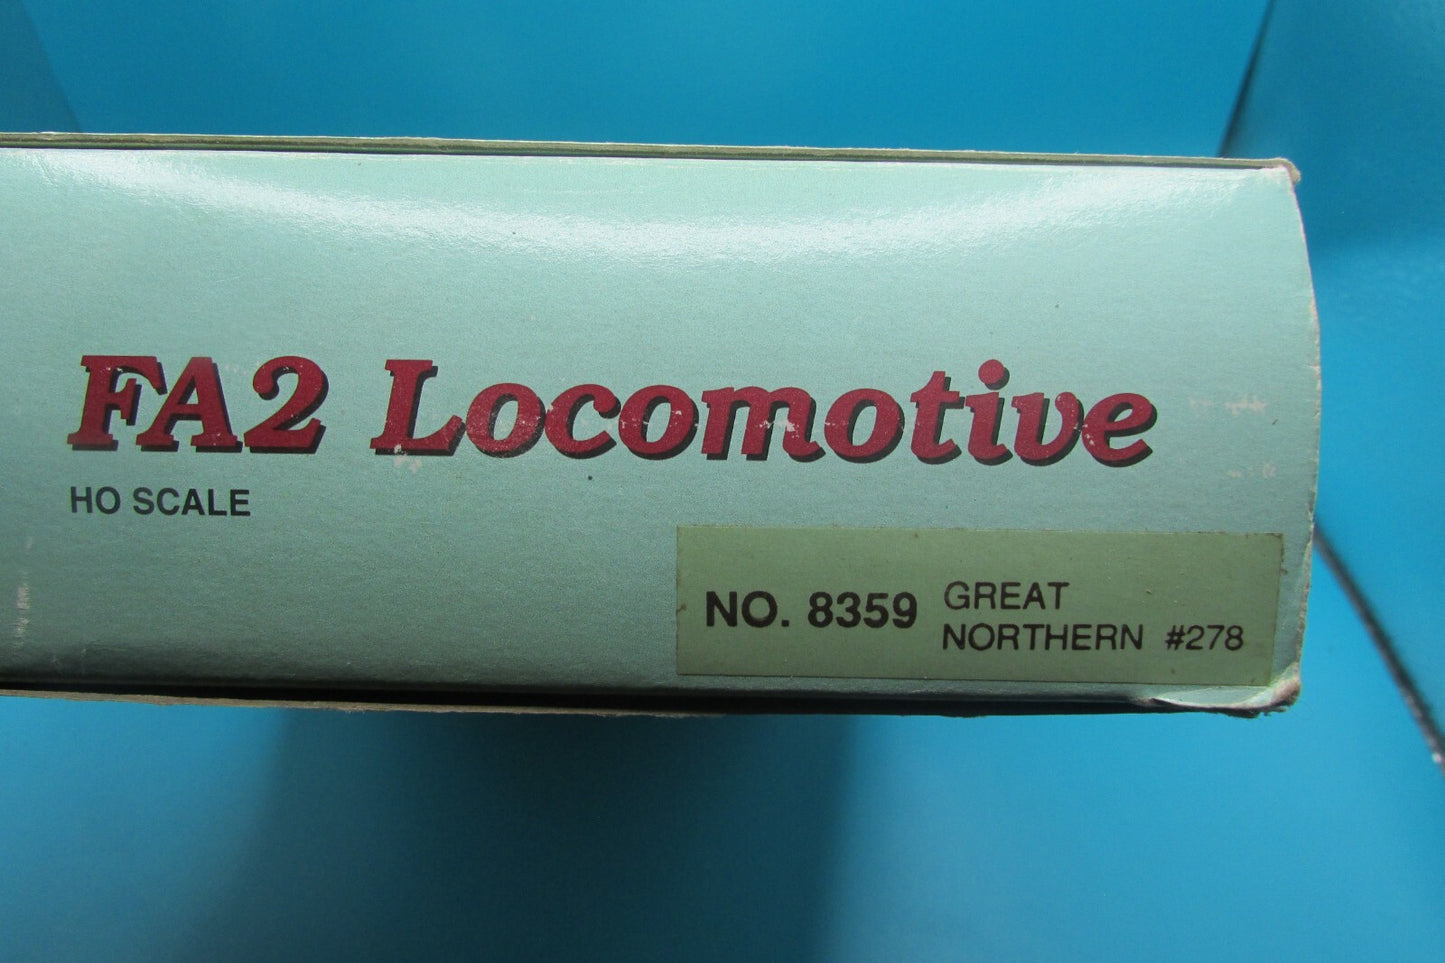 FA2 Locomotive
HO SCALE
NO. 8359 GREAT
NORTHERN #278